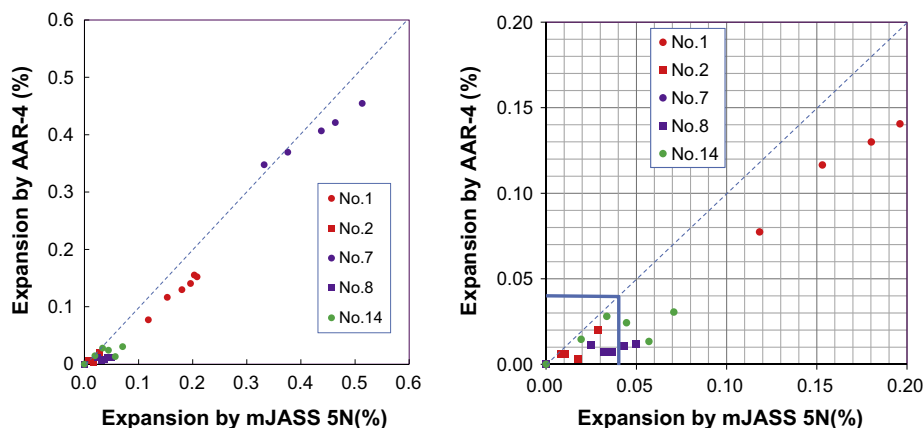 0.6
0.5
0.4
0.3
0.2
0.1
0
Expansion by AAR-4 (%)
No.1
No.2
No.7
No.8
No.14
0.0 0.1 0.2 0.3 0.4 0.5 0.6
Expansion by mJASS 5N(%)
0.20
0.15
0.10
0.05
0.00
Expansion by AAR-4 (%)
No.1
No.2
No.7
No.8
No.14
0.00 0.05 0.10 0.15 0.20
Expansion by mJASS 5N(%)